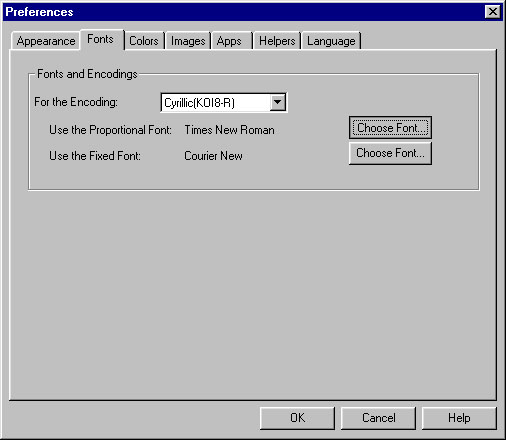 Preferences
Appearance Fonts Colors Images Apps Helpers Language
Fonts and Encodings
For the Encoding: Cyrillic(KOI8-R)
Use the Proportional Font: Times New Roman Choose Font...
Use the Fixed Font: Courier New Choose Font...
OK Cancel Help